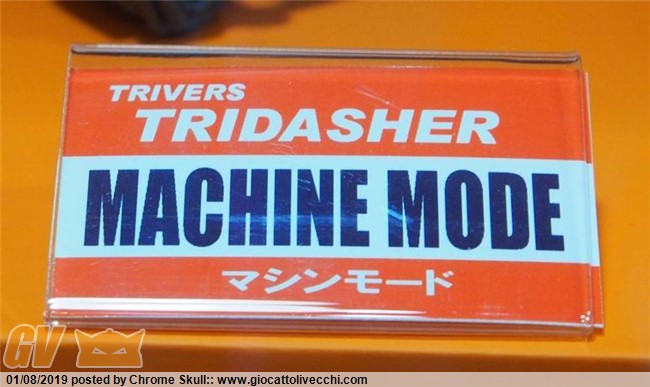 TRIVERS
TRIDASHER
MACHINE MODE
マシンモード
GV
01/08/2019 posted by Chrome Skull:: www.giocattolivecchi.com